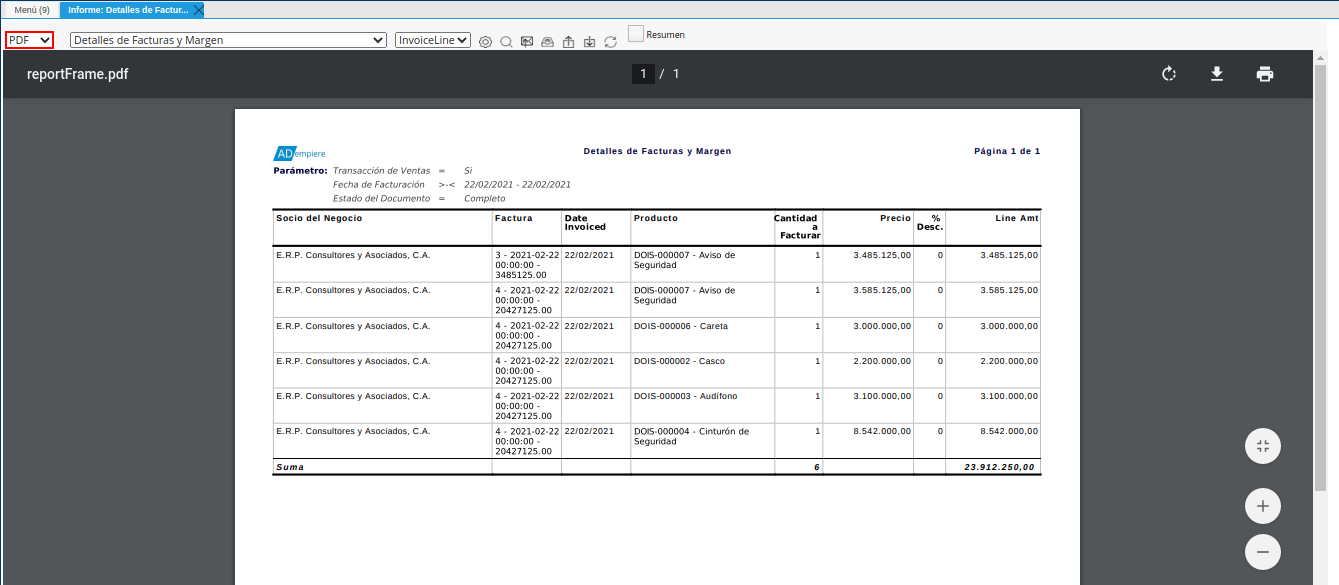 Menú (9) Informe: Detalles de Factur...
PDF Detalles de Facturas y Margen InvoiceLine Resumen
reportFrame.pdf 1 / 1
ADempiere Detalles de Facturas y Margen Página 1 de 1
Parámetro: Transacción de Ventas = Si
Fecha de Facturación >-< 22/02/2021 - 22/02/2021
Estado del Documento = Completo
Socio del Negocio Factura Date Producto Cantidad Precio % Line Amt
Invoiced a Desc.
Facturar
E.R.P. Consultores y Asociados, C.A. 3 - 2021-02-22 22/02/2021 DOIS-000007 - Aviso de 1 3.485.125,00 0 3.485.125,00
00:00:00 - Seguridad
3485125.00
E.R.P. Consultores y Asociados, C.A. 4 - 2021-02-22 22/02/2021 DOIS-000007 - Aviso de 1 3.585.125,00 0 3.585.125,00
00:00:00 - Seguridad
20427125.00
E.R.P. Consultores y Asociados, C.A. 4 - 2021-02-22 22/02/2021 DOIS-000006 - Careta 1 3.000.000,00 0 3.000.000,00
00:00:00 -
20427125.00
E.R.P. Consultores y Asociados, C.A. 4 - 2021-02-22 22/02/2021 DOIS-000002 - Casco 1 2.200.000,00 0 2.200.000,00
00:00:00 -
20427125.00
E.R.P. Consultores y Asociados, C.A. 4 - 2021-02-22 22/02/2021 DOIS-000003 - Audífono 1 3.100.000,00 0 3.100.000,00
00:00:00 -
20427125.00
E.R.P. Consultores y Asociados, C.A. 4 - 2021-02-22 22/02/2021 DOIS-000004 - Cinturón de 1 8.542.000,00 0 8.542.000,00
00:00:00 - Seguridad
20427125.00
Suma 6 23.912.250,00